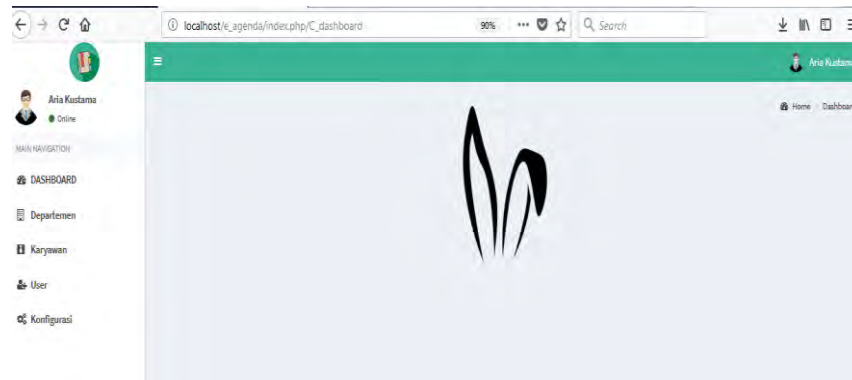 localhost/e_agenda/index.php/C_dashboard
90%
Search
Aria Kustama
Aria Kustama
Online
Home Dashboar
MAIN NAVIGATION
DASHBOARD
Departemen
Karyawan
User
Konfigurasi